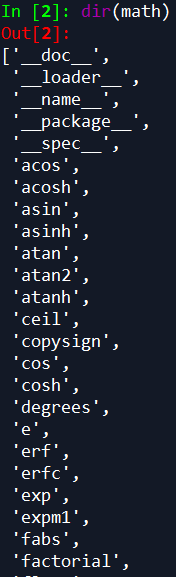 In [2]: dir(math)
Out[2]:
['__doc__',
'__loader__',
'__name__',
'__package__',
'__spec__',
'acos',
'acosh',
'asin',
'asinh',
'atan',
'atan2',
'atanh',
'ceil',
'copysign',
'cos',
'cosh',
'degrees',
'e',
'erf',
'erfc',
'exp',
'expm1',
'fabs',
'factorial',